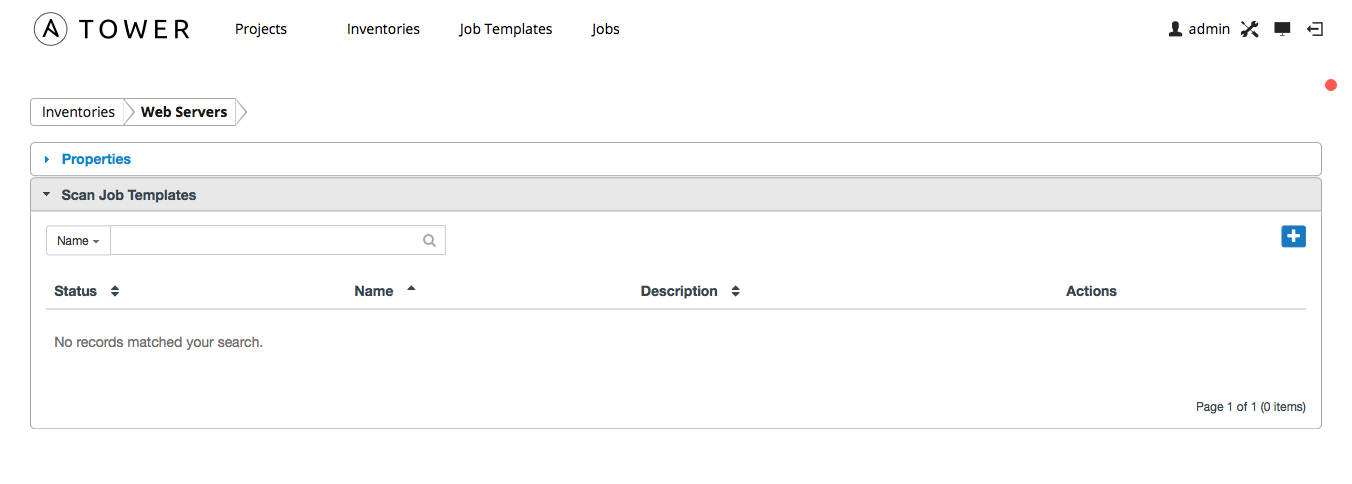 A TOWER Projects Inventories Job Templates Jobs admin
Inventories Web Servers
Properties
Scan Job Templates
Name
Status Name Description Actions
No records matched your search.
Page 1 of 1 (0 items)